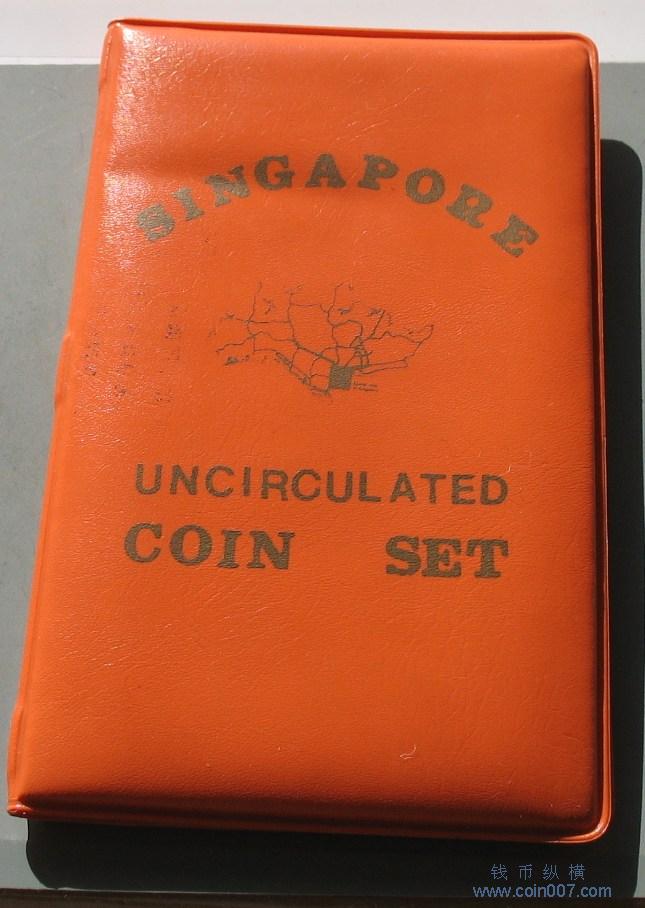 SINGAPORE
UNCIRCULATED
COIN SET
钱币纵横
www.coin007.com